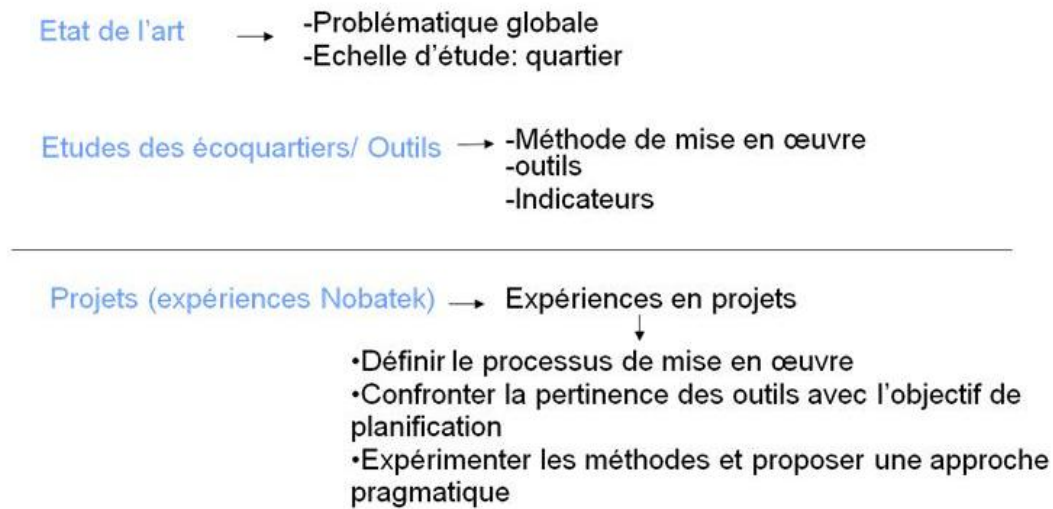 Etat de l'art → -Problématique globale
-Echelle d'étude: quartier
Etudes des écoquartiers/ Outils → -Méthode de mise en œuvre
-outils
-Indicateurs
Projets (expériences Nobatek) → Expériences en projets
↓
•Définir le processus de mise en œuvre
•Confronter la pertinence des outils avec l'objectif de
planification
•Expérimenter les méthodes et proposer une approche
pragmatique